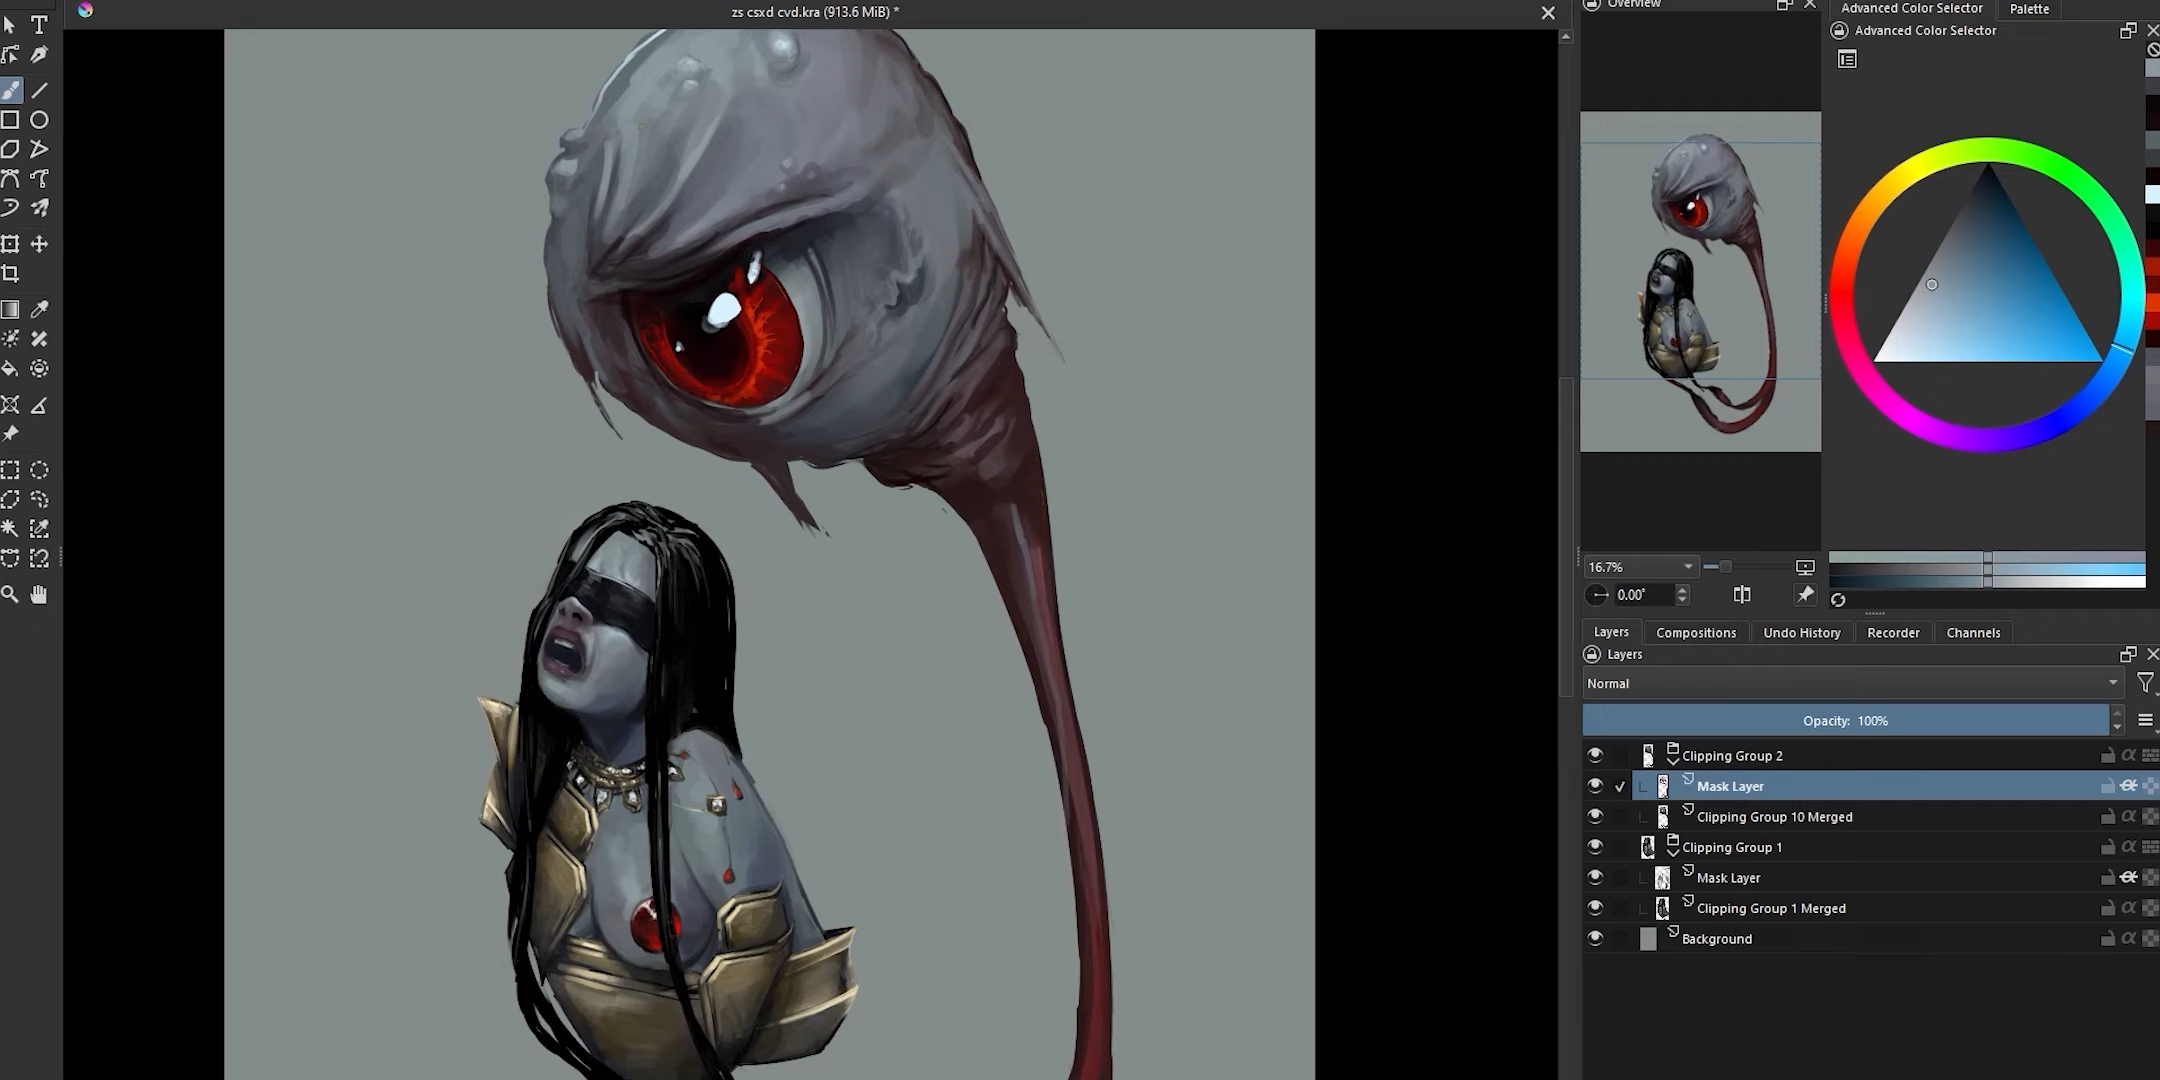 zs csxd cvd.kra (913.6 MiB) *
Overview
Advanced Color Selector
Palette
Advanced Color Selector
16.7%
0.00°
Layers
Compositions
Undo History
Recorder
Channels
Layers
Normal
Opacity: 100%
Clipping Group 2
Mask Layer
Clipping Group 10 Merged
Clipping Group 1
Mask Layer
Clipping Group 1 Merged
Background